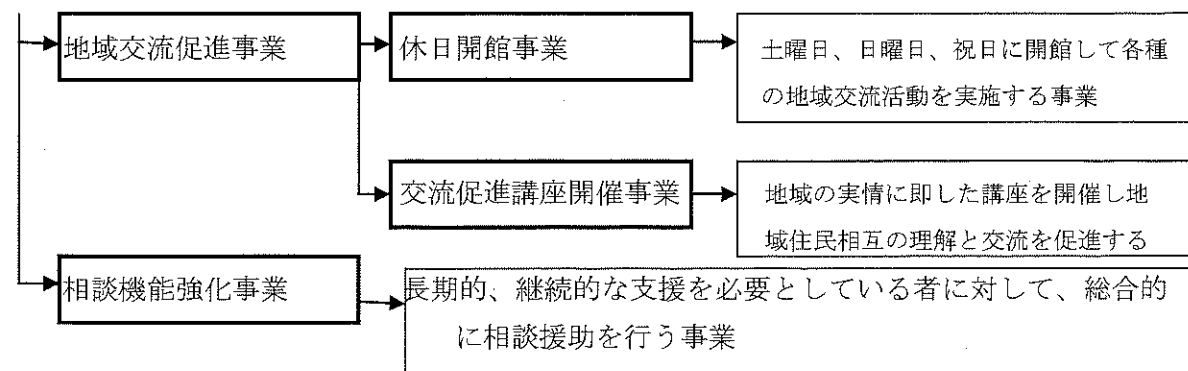 地域交流促進事業
休日開館事業
土曜日、日曜日、祝日に開館して各種
の地域交流活動を実施する事業
交流促進講座開催事業
地域の実情に即した講座を開催し地
域住民相互の理解と交流を促進する
相談機能強化事業
長期的、継続的な支援を必要としている者に対して、総合的
に相談援助を行う事業